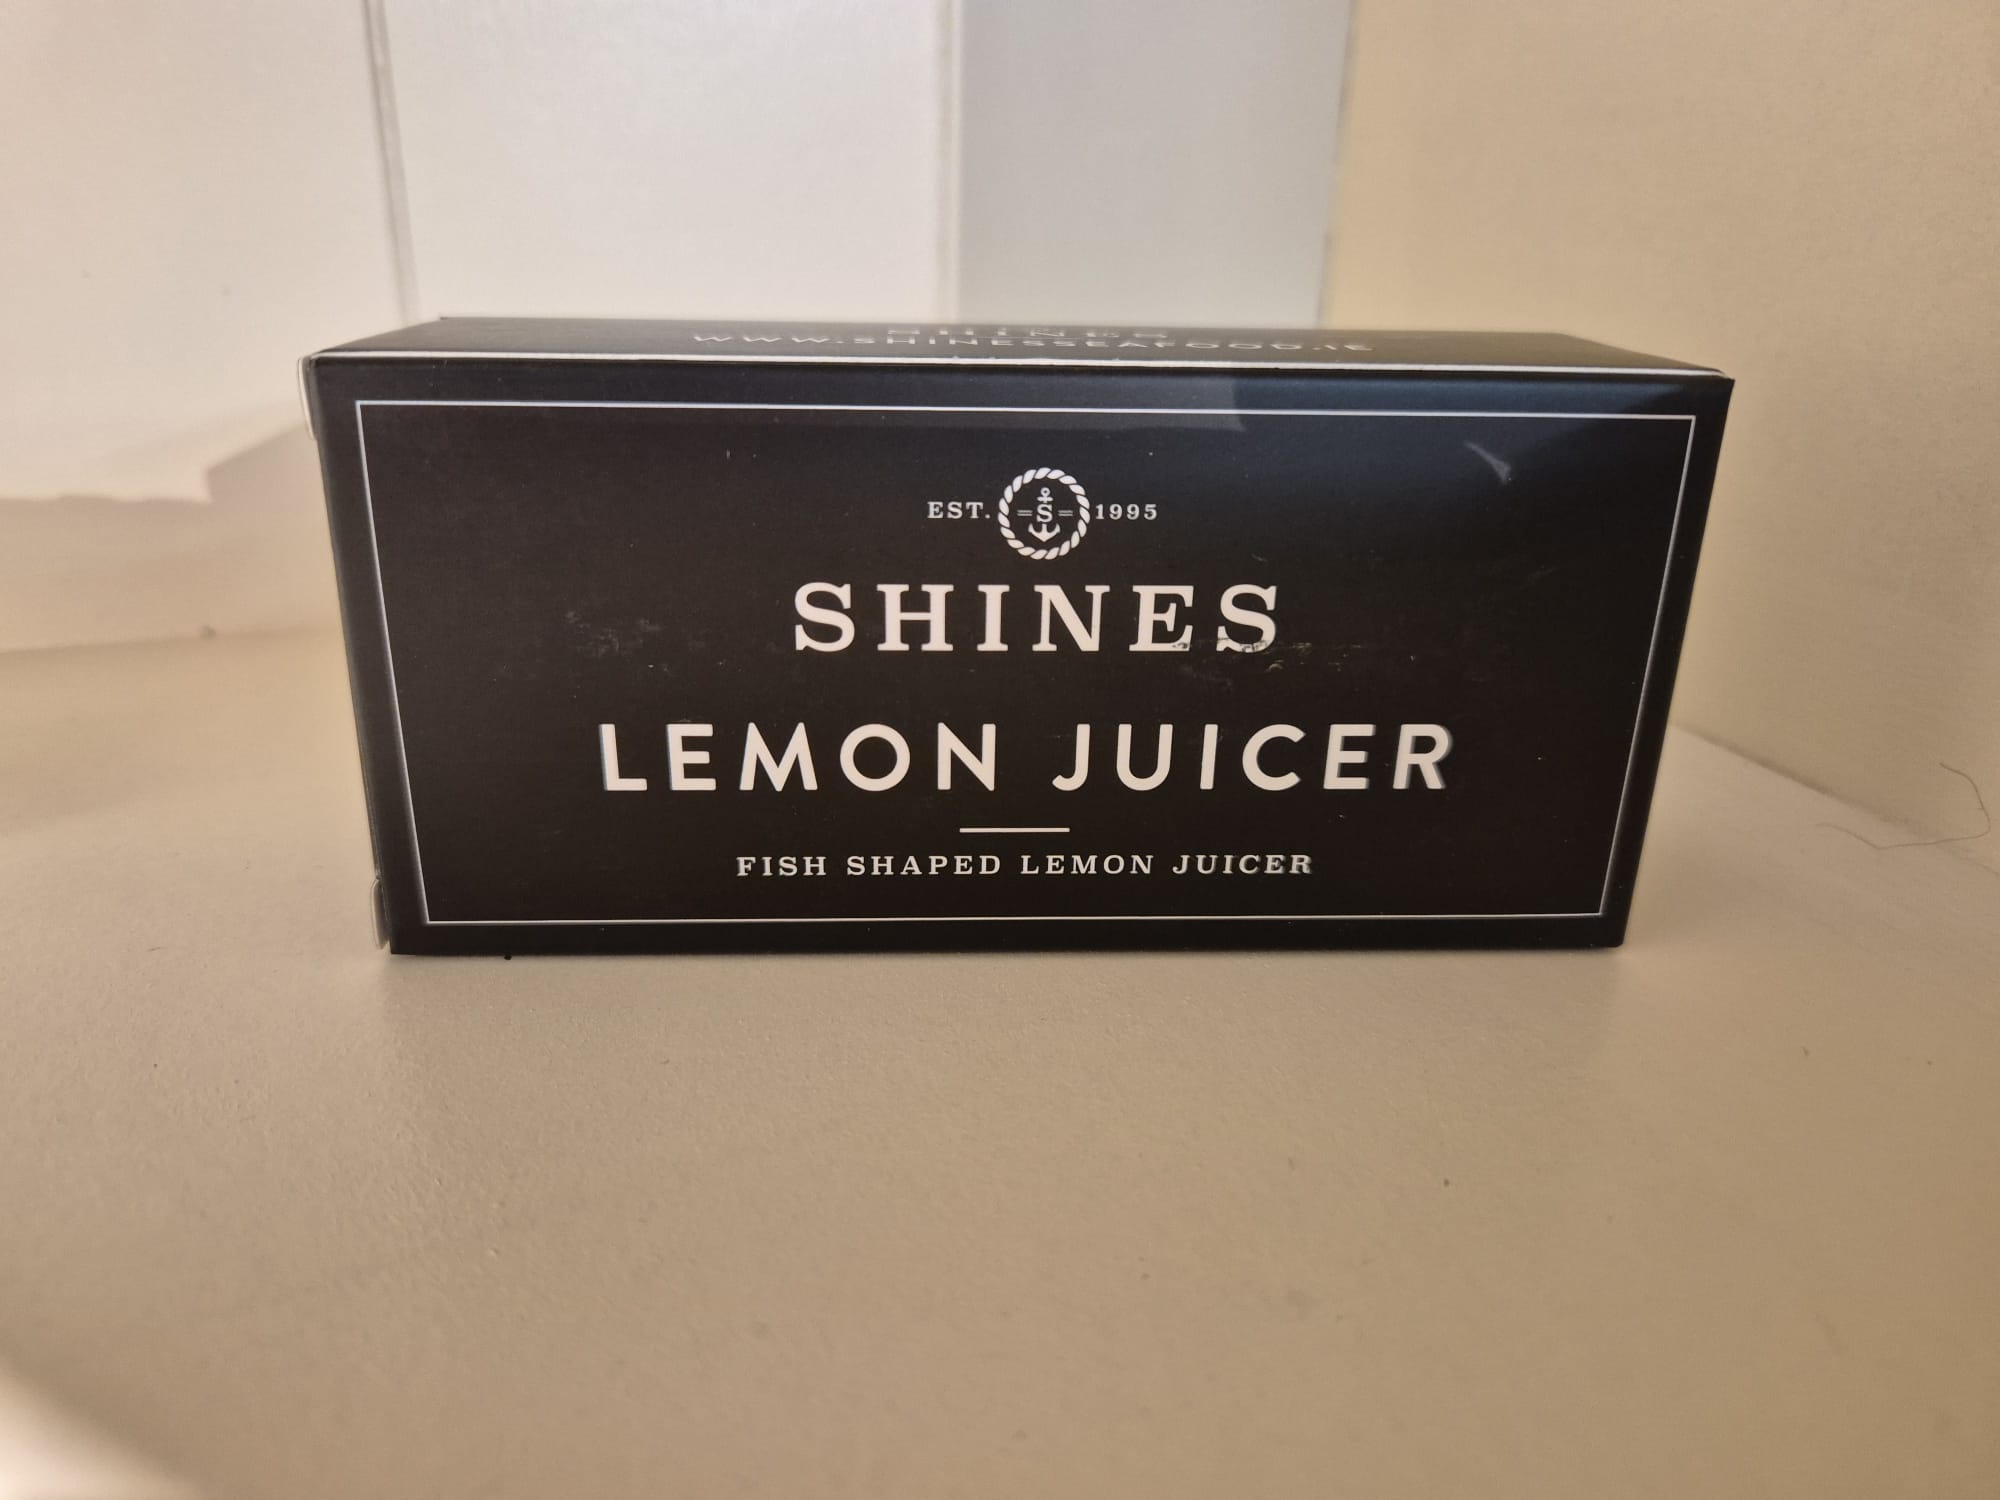 SHINES
WWW.SHINESSEAFOOD.IE
EST. S 1995
SHINES
LEMON JUICER
FISH SHAPED LEMON JUICER